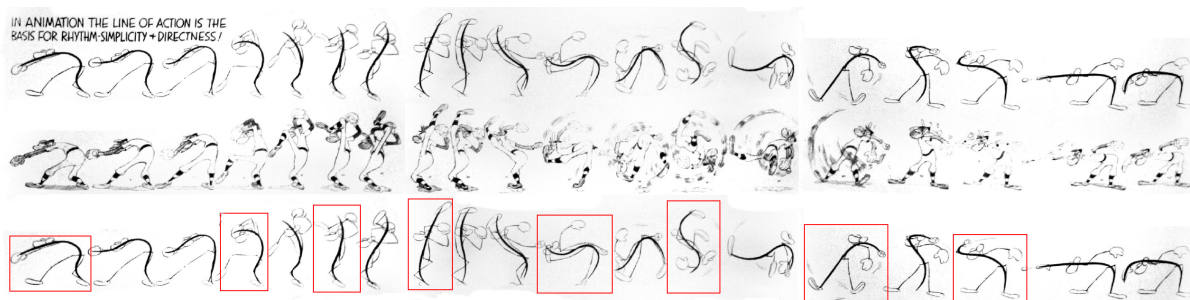 IN ANIMATION THE LINE OF ACTION IS THE
BASIS FOR RHYTHM-SIMPLICITY + DIRECTNESS!